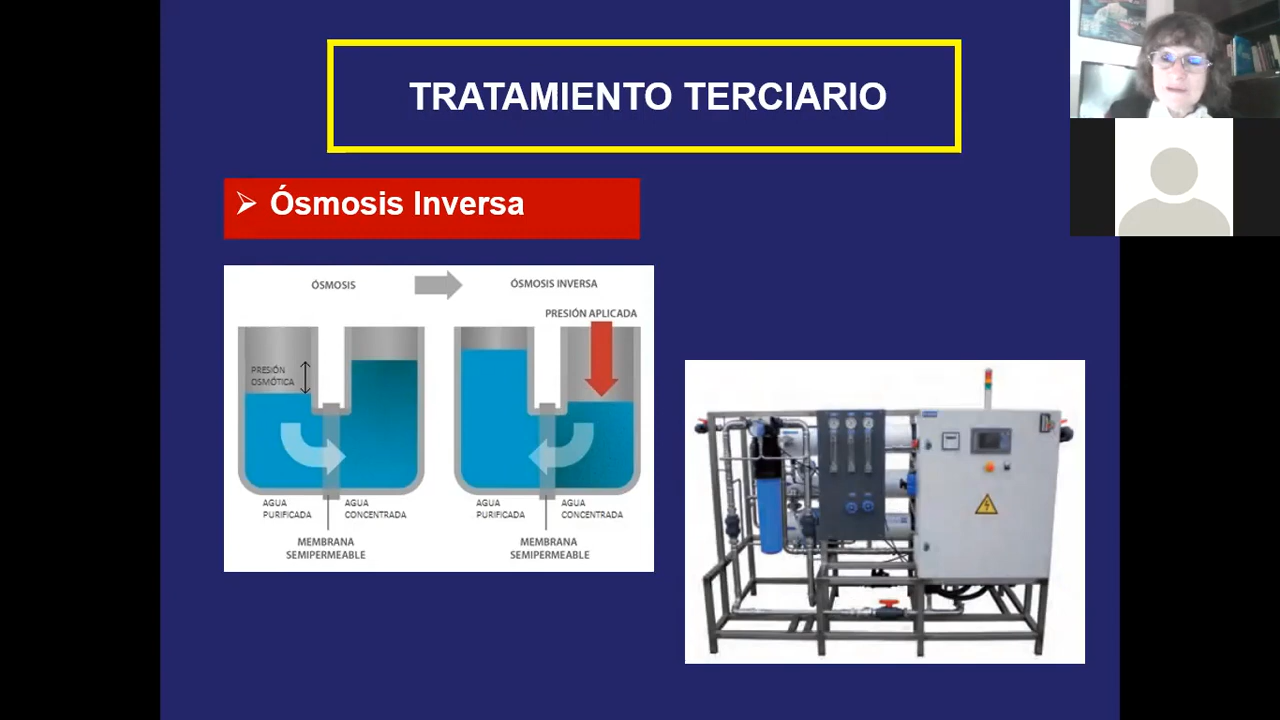 TRATAMIENTO TERCIARIO
Ósmosis Inversa
ÓSMOSIS
ÓSMOSIS INVERSA
PRESIÓN APLICADA
PRESIÓN
OSMÓTICA
AGUA
PURIFICADA
AGUA
CONCENTRADA
AGUA
PURIFICADA
AGUA
CONCENTRADA
MEMBRANA
SEMIPERMEABLE
MEMBRANA
SEMIPERMEABLE